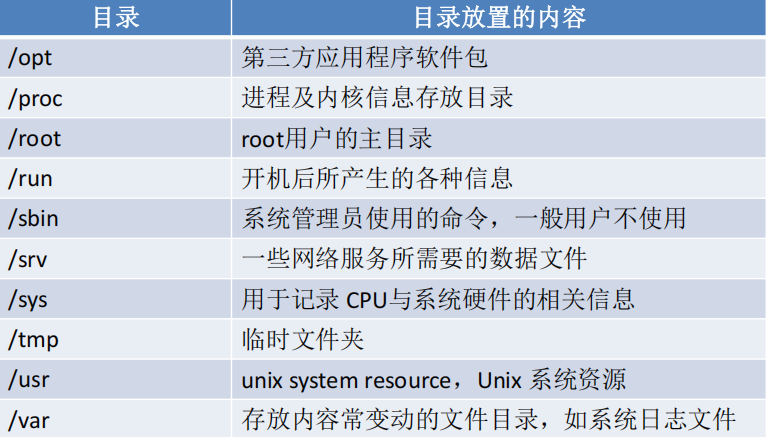 目录 目录放置的内容
/opt 第三方应用程序软件包
/proc 进程及内核信息存放目录
/root root用户的主目录
/run 开机后所产生的各种信息
/sbin 系统管理员使用的命令，一般用户不使用
/srv 一些网络服务所需要的数据文件
/sys 用于记录 CPU与系统硬件的相关信息
/tmp 临时文件夹
/usr unix system resource，Unix 系统资源
/var 存放内容常变动的文件目录，如系统日志文件